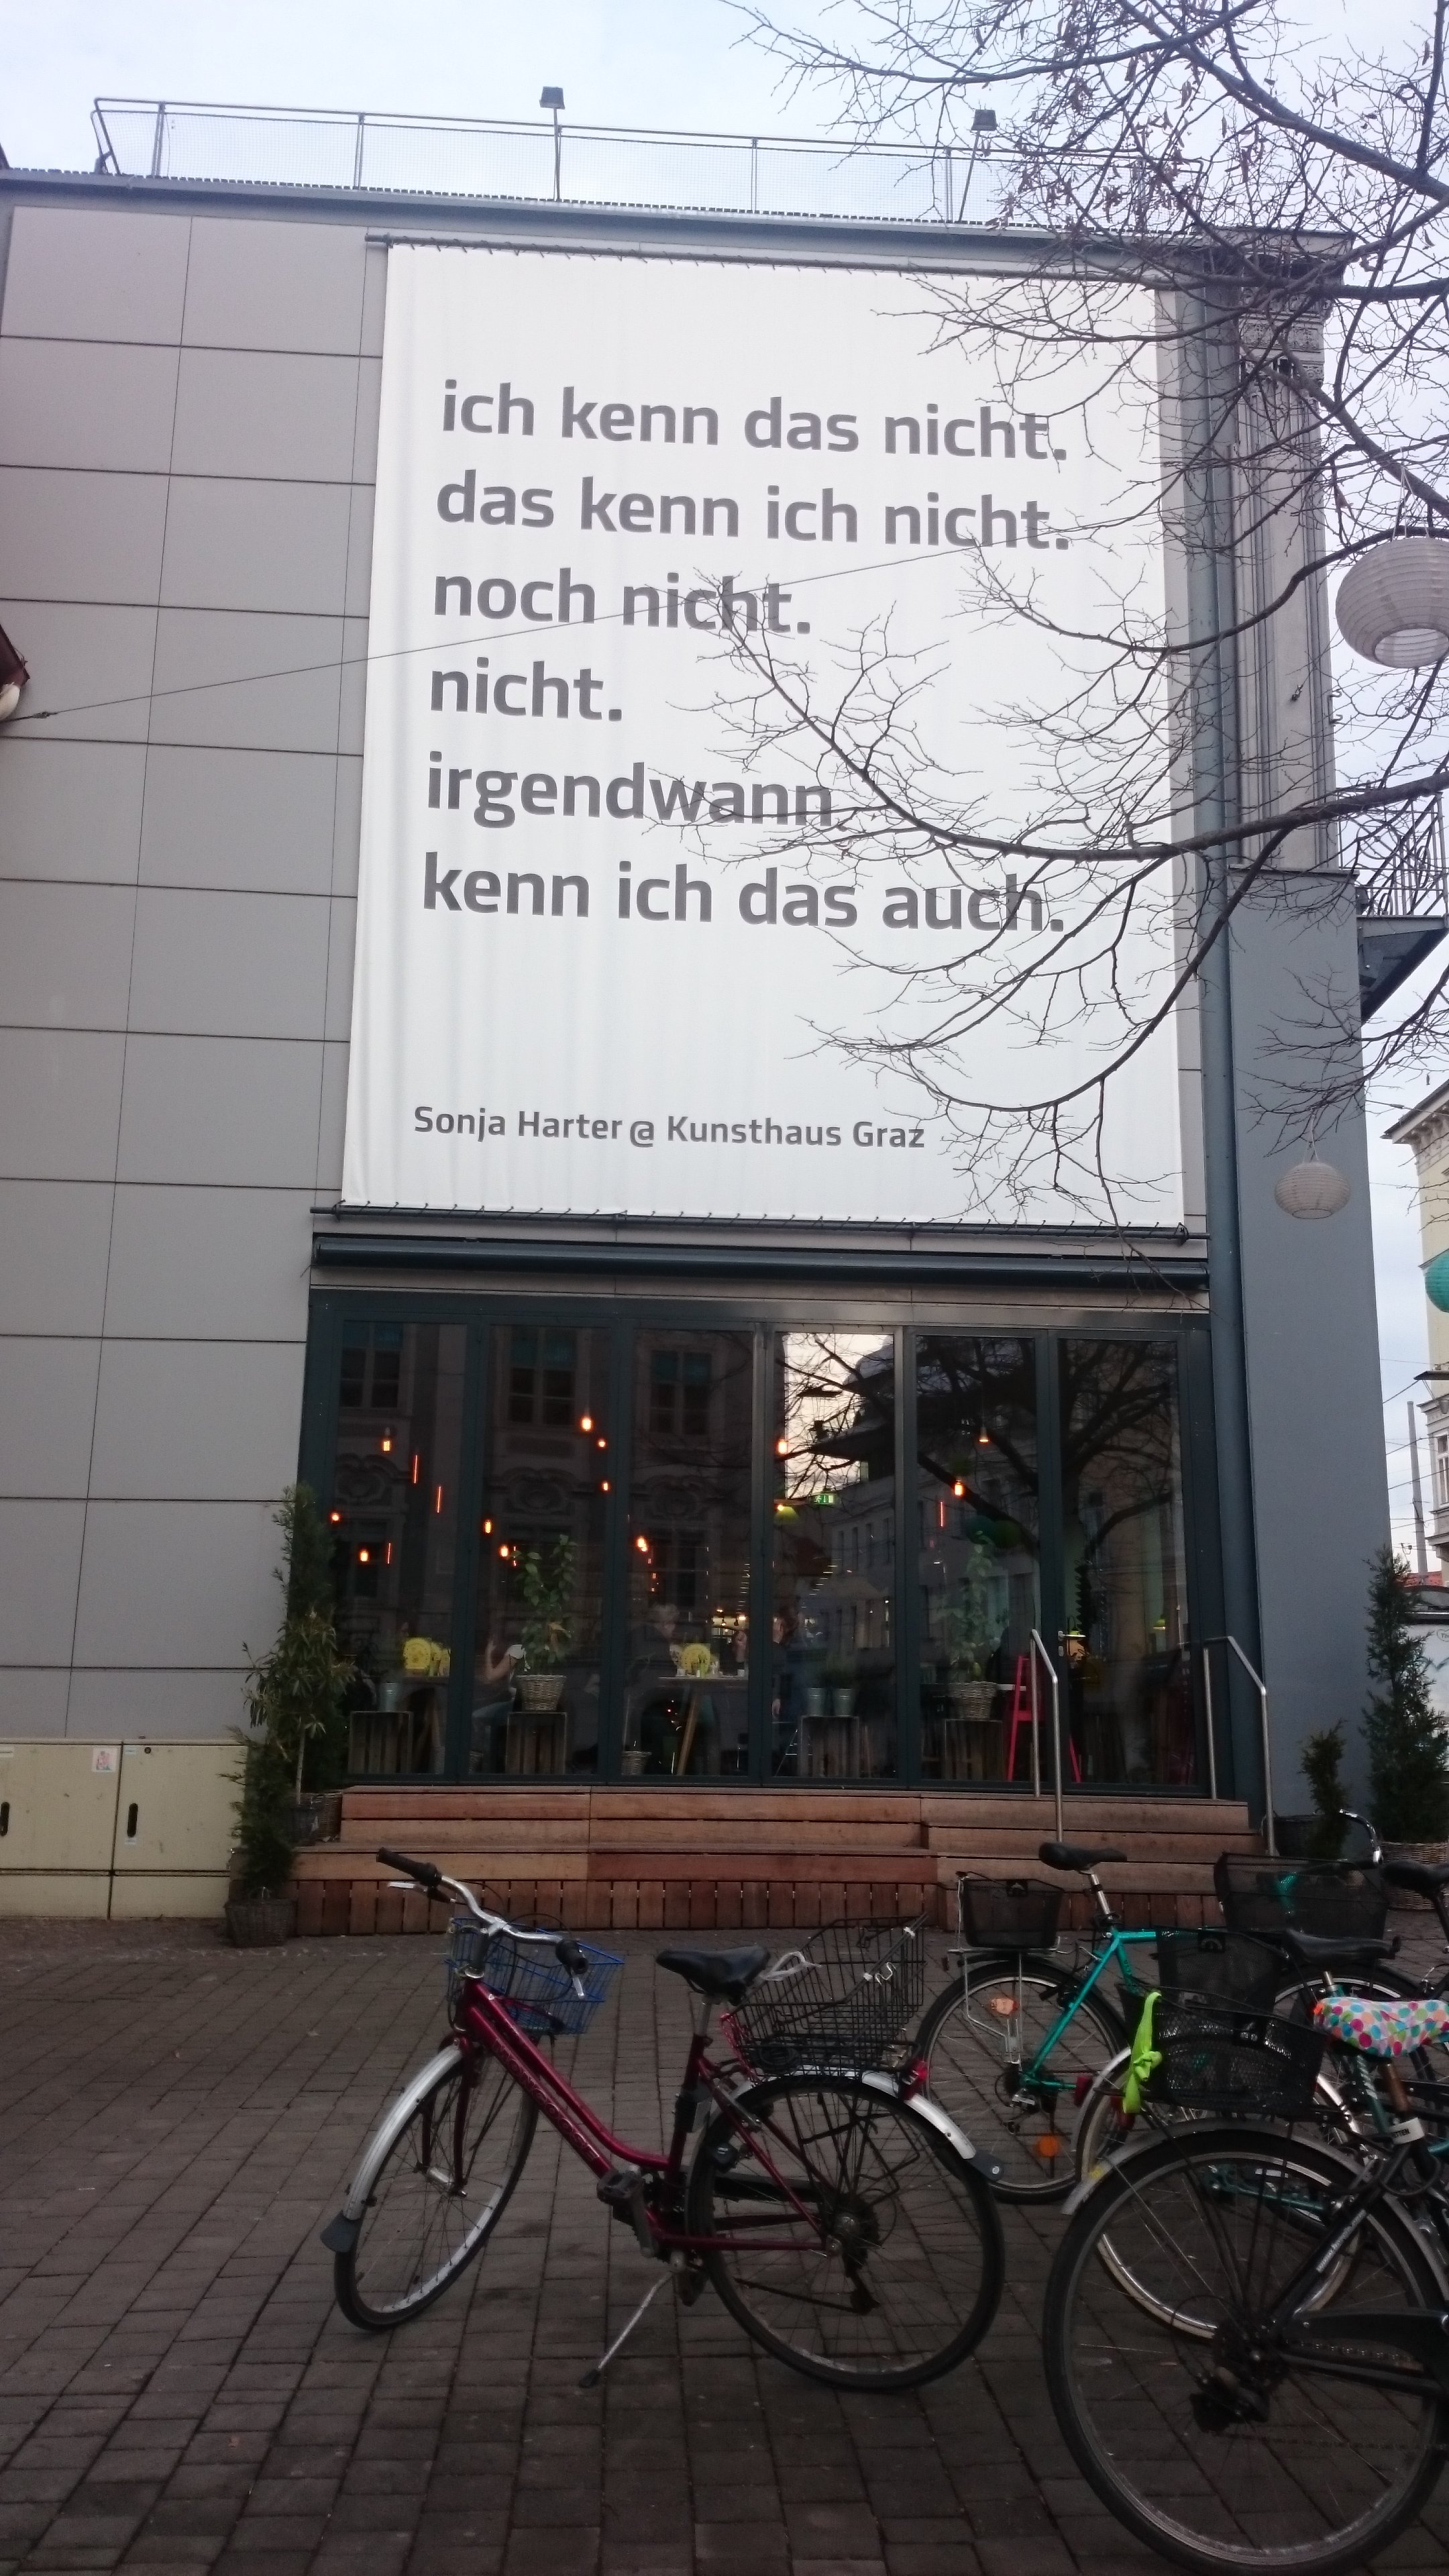 ich kenn das nicht.
das kenn ich nicht.
noch nicht.
nicht.
irgendwann
kenn ich das auch.
Sonja Harter @ Kunsthaus Graz